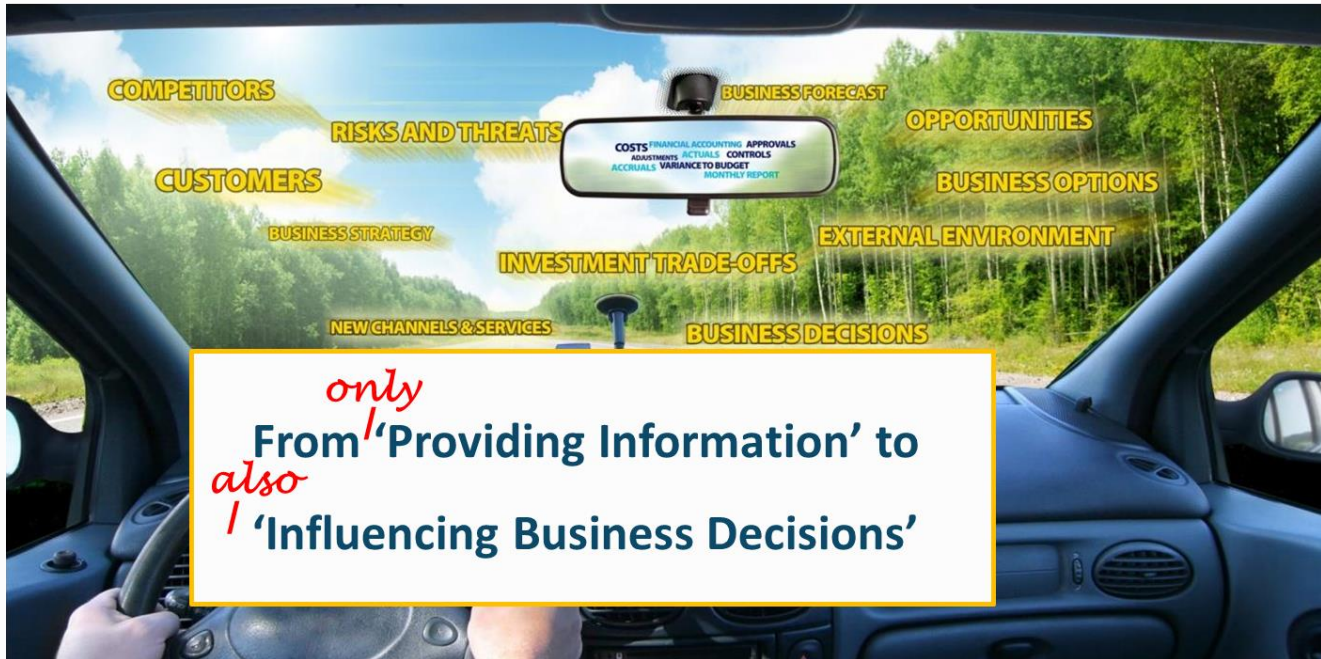 COMPETITORS
BUSINESS FORECAST
RISKS AND THREATS
OPPORTUNITIES
COSTS FINANCIAL ACCOUNTING APPROVALS
ADJUSTMENTS ACTUALS CONTROLS
ACCRUALS VARIANCE TO BUDGET
MONTHLY REPORT
CUSTOMERS
BUSINESS OPTIONS
BUSINESS STRATEGY
EXTERNAL ENVIRONMENT
INVESTMENT TRADE-OFFS
NEW CHANNELS & SERVICES
BUSINESS DECISIONS
only
From ‘Providing Information’ to
also
‘Influencing Business Decisions’